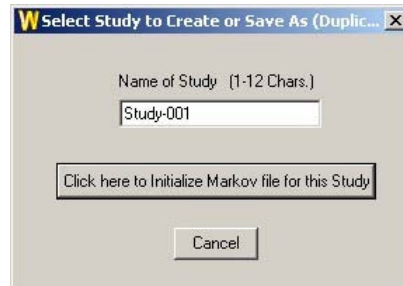 W Select Study to Create or Save As (Duplic... X
Name of Study (1-12 Chars.)
Study-001
Click here to Initialize Markov file for this Study
Cancel